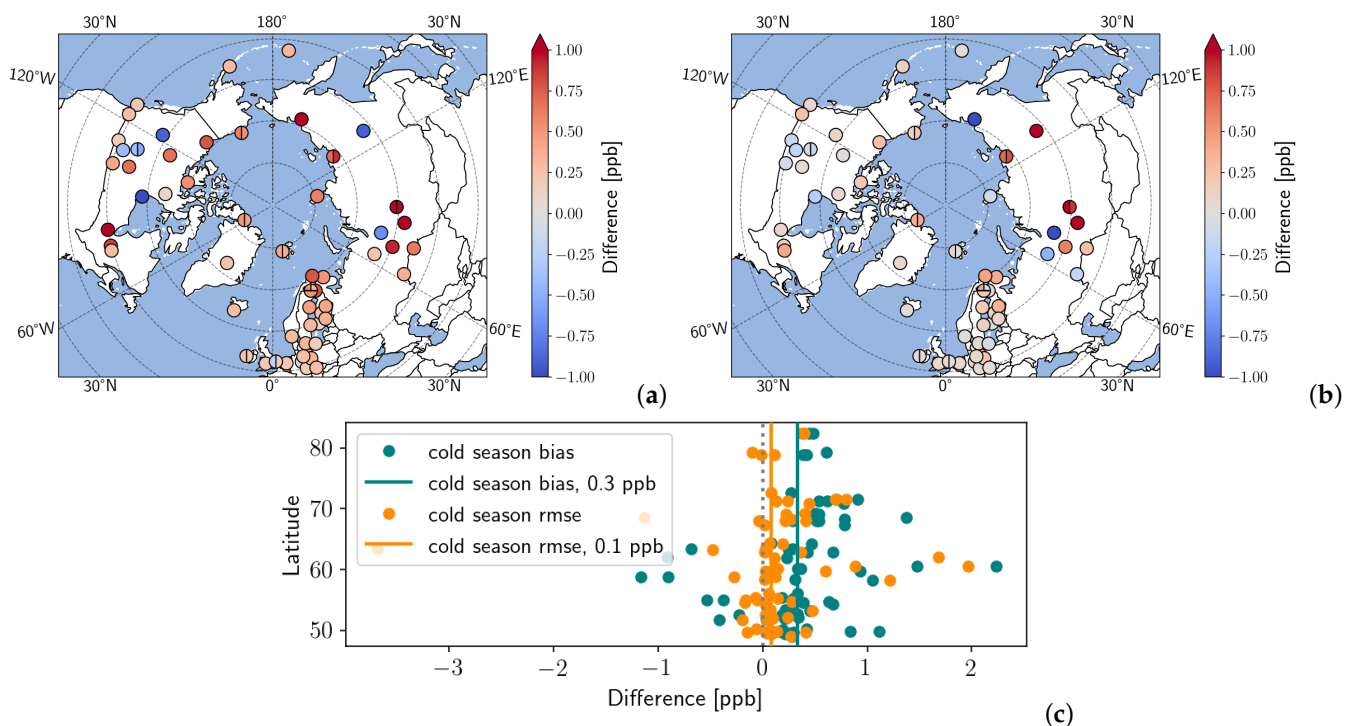 30°N 180° 30°N
120°W 120°E
60°W 60°E
30°N 0° 30°N
1.00
0.75
0.50
0.25
0.00
−0.25
−0.50
−0.75
−1.00
Difference [ppb]
(a)
30°N 180° 30°N
120°W 120°E
60°W 60°E
30°N 0° 30°N
1.00
0.75
0.50
0.25
0.00
−0.25
−0.50
−0.75
−1.00
Difference [ppb]
(b)
cold season bias
cold season bias, 0.3 ppb
cold season rmse
cold season rmse, 0.1 ppb
80
70
60
50
Latitude
−3 −2 −1 0 1 2
Difference [ppb]
(c)